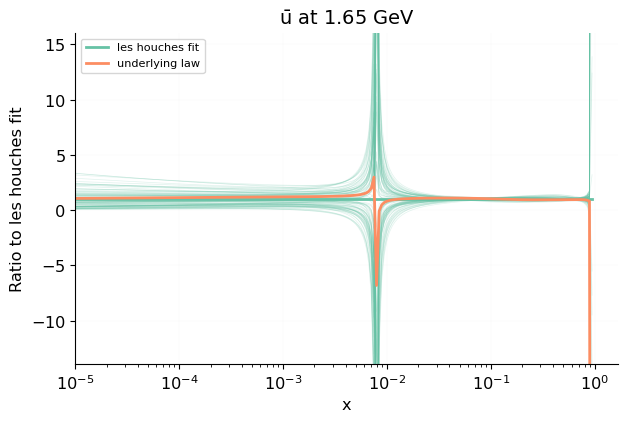 ū at 1.65 GeV
les houches fit
underlying law
Ratio to les houches fit
15
10
5
0
−5
−10
10⁻⁵
10⁻⁴
10⁻³
10⁻²
10⁻¹
10⁰
x